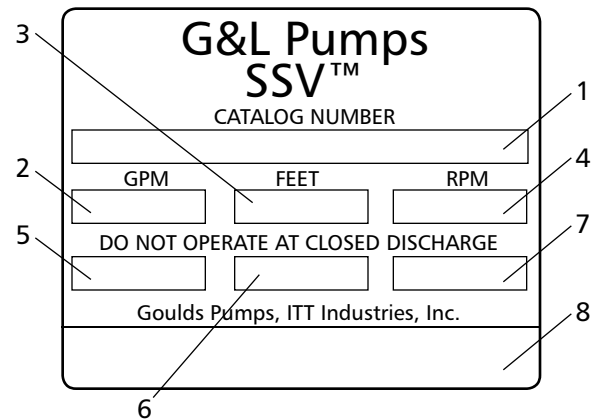 3
G&L Pumps
SSV™
CATALOG NUMBER
1
2
GPM
FEET
RPM
4
5
DO NOT OPERATE AT CLOSED DISCHARGE
7
Goulds Pumps, ITT Industries, Inc.
8
6